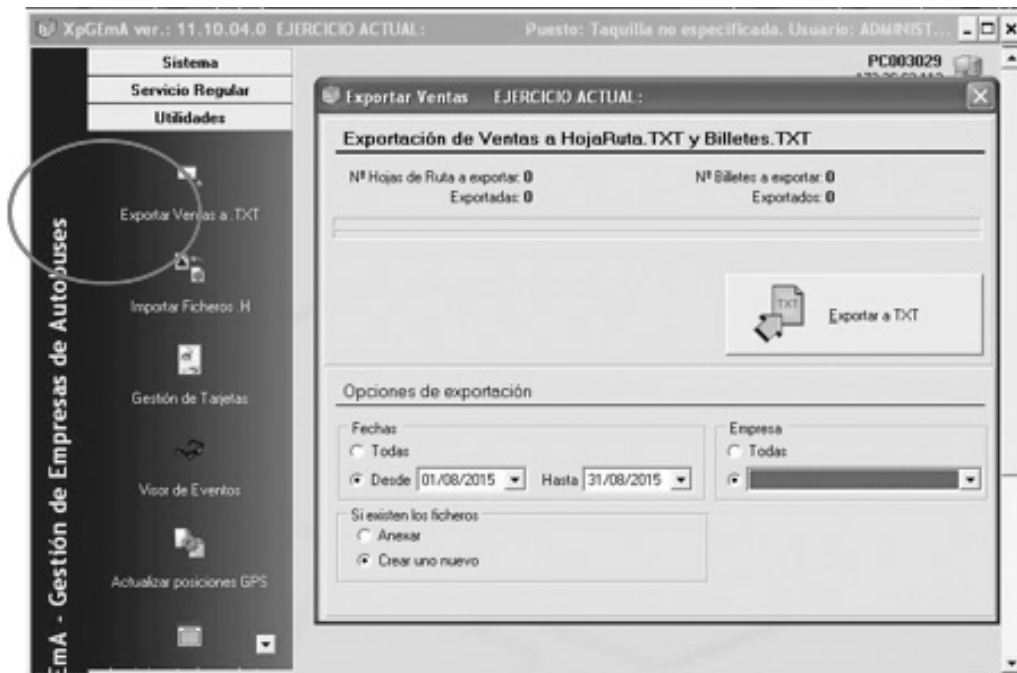 XpGEmA ver.: 11.10.04.0 EJERCICIO ACTUAL: Puesto: Taquilla no especificada. Usuario: ADMINIST...
PC003029
Sistema
Servicio Regular
Utilidades
Exportar Ventas a .TXT
Importar Ficheros .H
Gestión de Tarjetas
Visor de Eventos
Actualizar posiciones GPS
EmA - Gestión de Empresas de Autobuses
Exportar Ventas EJERCICIO ACTUAL:
Exportación de Ventas a HojaRuta.TXT y Billetes.TXT
Nº Hojas de Ruta a exportar: 0 Nº Billetes a exportar: 0
Exportadas: 0 Exportados: 0
TXT
Exportar a TXT
Opciones de exportación
Fechas
Todas
Desde 01/08/2015 Hasta 31/08/2015
Empresa
Todas
Si existen los ficheros
Anexar
Crear uno nuevo